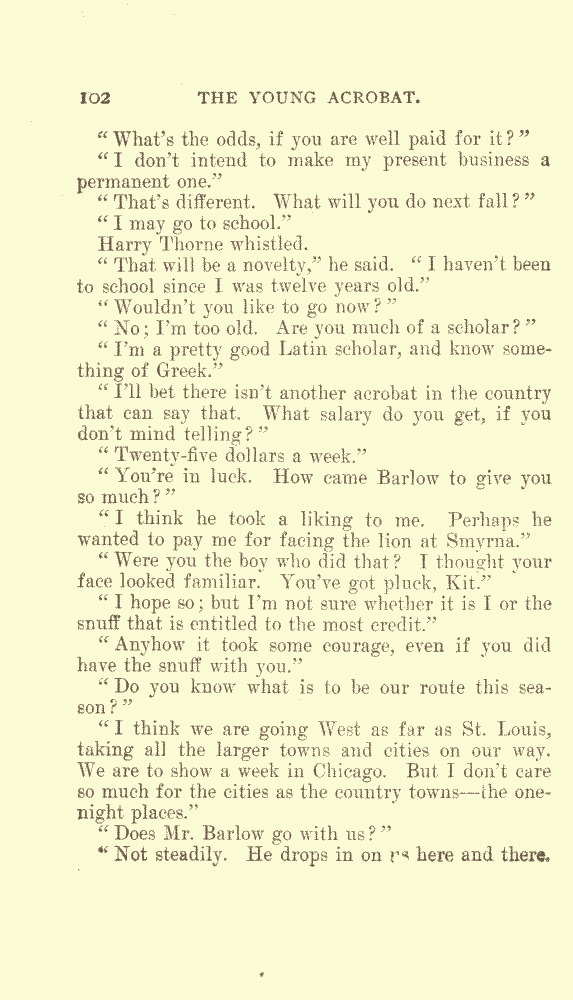 102 THE YOUNG ACROBAT.
"What's the odds, if you are well paid for it?"
"I don't intend to make my present business a
permanent one."
"That's different. What will you do next fall?"
"I may go to school."
Harry Thorne whistled.
"That will be a novelty," he said. "I haven't been
to school since I was twelve years old."
"Wouldn't you like to go now?"
"No; I'm too old. Are you much of a scholar?"
"I'm a pretty good Latin scholar, and know some-
thing of Greek."
"I'll bet there isn't another acrobat in the country
that can say that. What salary do you get, if you
don't mind telling?"
"Twenty-five dollars a week."
"You're in luck. How came Barlow to give you
so much?"
"I think he took a liking to me. Perhaps he
wanted to pay me for facing the lion at Smyrna."
"Were you the boy who did that? I thought your
face looked familiar. You've got pluck, Kit."
"I hope so; but I'm not sure whether it is I or the
snuff that is entitled to the most credit."
"Anyhow it took some courage, even if you did
have the snuff with you."
"Do you know what is to be our route this sea-
son?"
"I think we are going West as far as St. Louis,
taking all the larger towns and cities on our way.
We are to show a week in Chicago. But I don't care
so much for the cities as the country towns—the one-
night places."
"Does Mr. Barlow go with us?"
"Not steadily. He drops in on here and there.